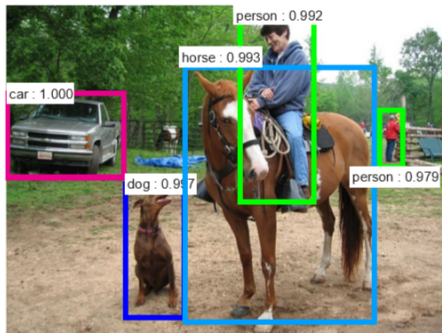 person : 0.992
horse : 0.993
car : 1.000
dog : 0.997
person : 0.979